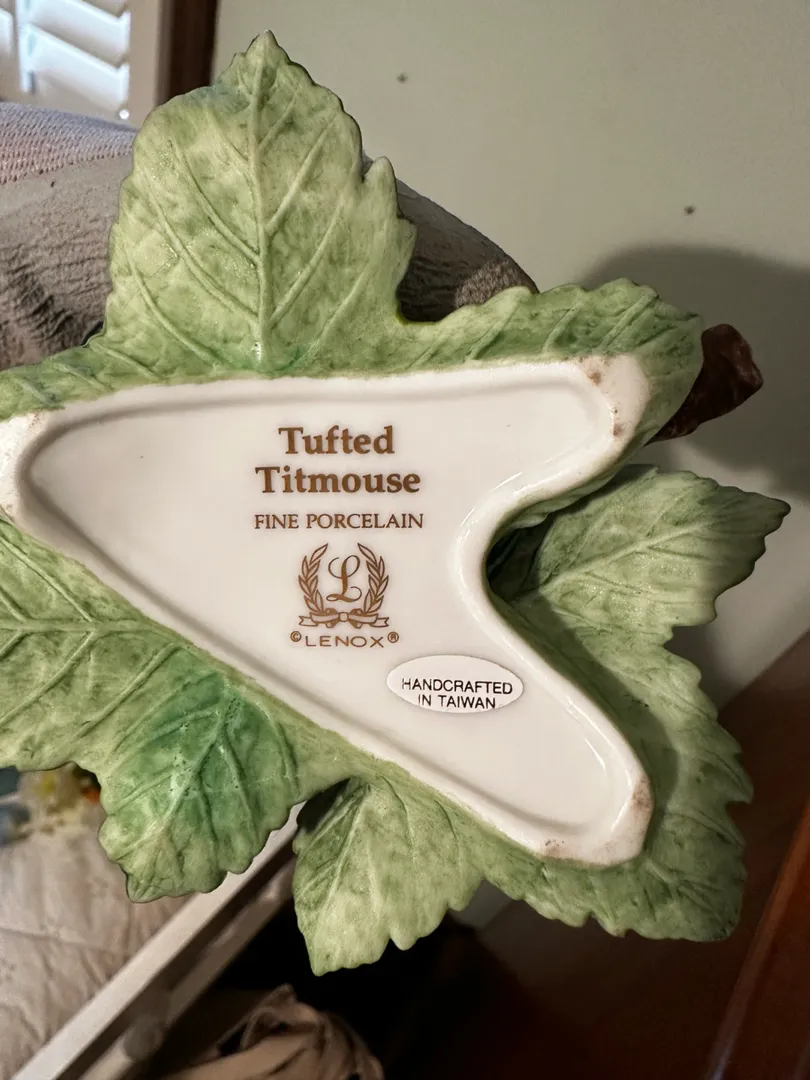 Tufted
Titmouse
FINE PORCELAIN
L
©LENOX®
HANDCRAFTED
IN TAIWAN